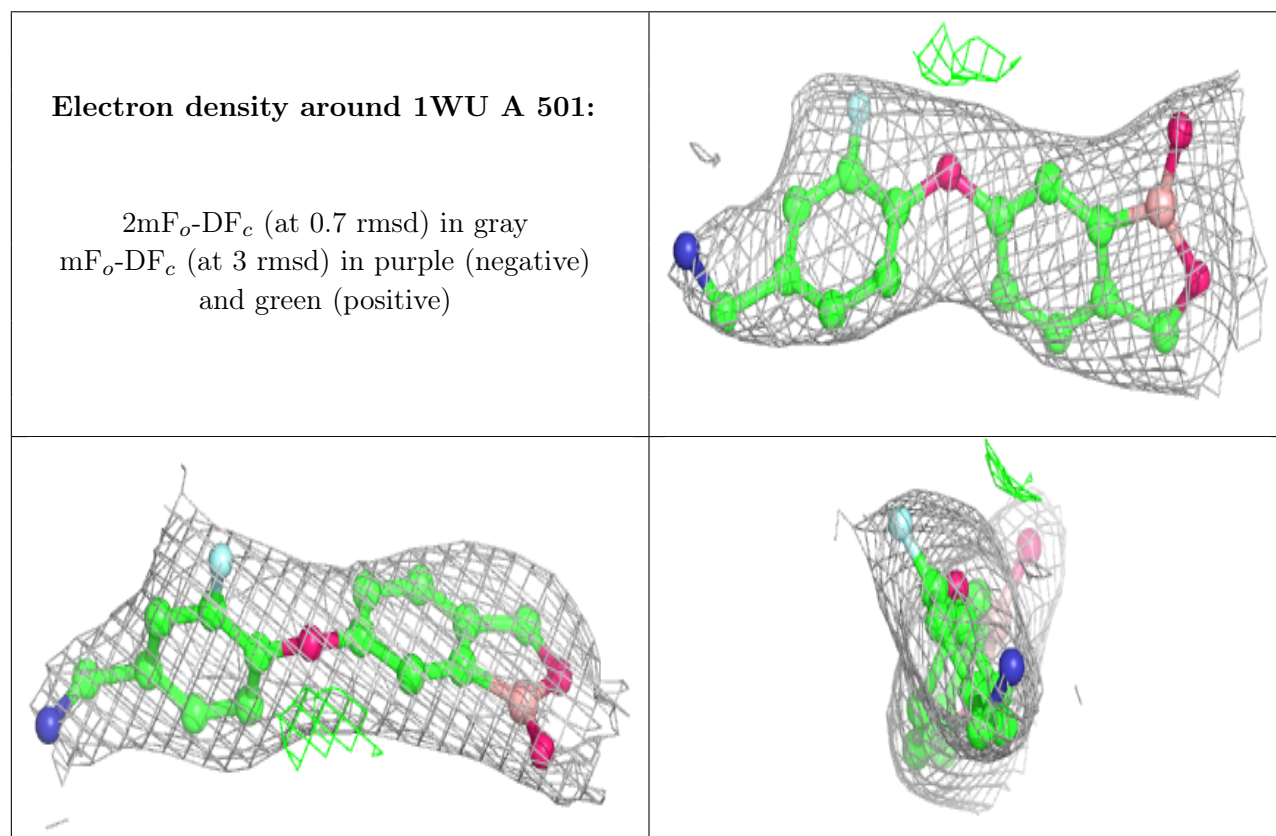 Electron density around 1WU A 501:
2mFo-DFc (at 0.7 rmsd) in gray
mFo-DFc (at 3 rmsd) in purple (negative)
and green (positive)